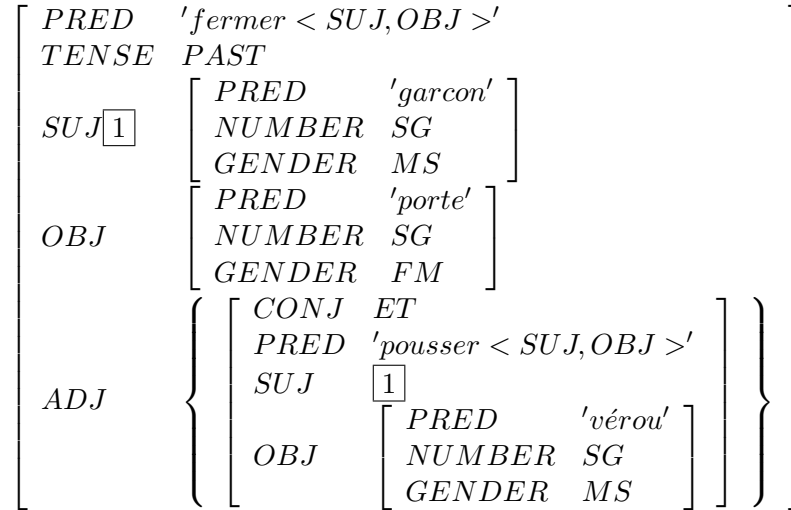 PRED 'fermer < SUJ, OBJ >'
TENSE PAST
PRED 'garcon'
SUJ 1 NUMBER SG
GENDER MS
PRED 'porte'
OBJ NUMBER SG
GENDER FM
CONJ ET
PRED 'pousser < SUJ, OBJ >'
SUJ 1
ADJ
PRED 'vérou'
OBJ NUMBER SG
GENDER MS